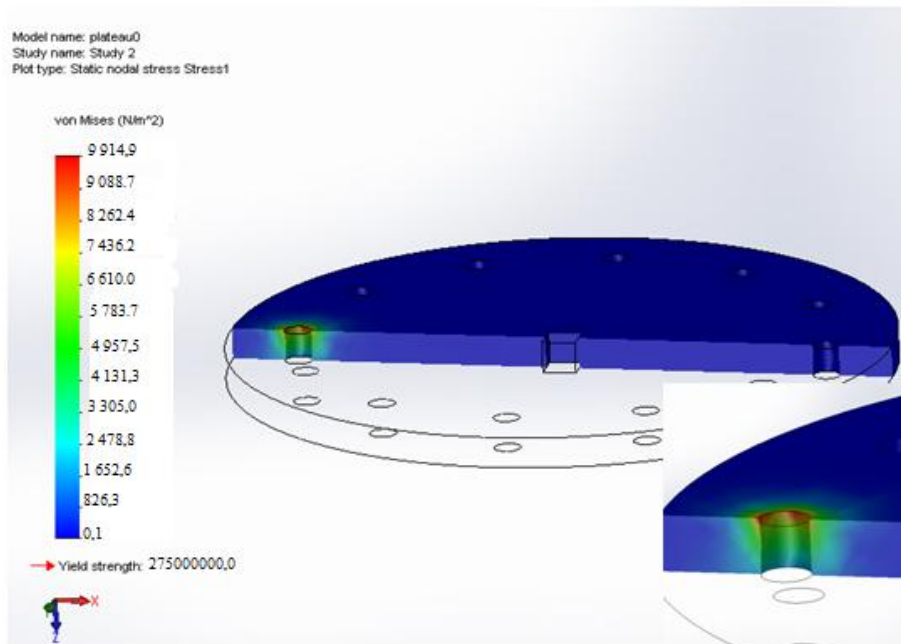 Model name: plateau0
Study name: Study 2
Plot type: Static nodal stress Stress1
von Mises (N/m^2)
9 914,9
9 088.7
8 262.4
7 436.2
6 610.0
5 783.7
4 957,5
4 131,3
3 305,0
2 478,8
1 652,6
826,3
0,1
Yield strength: 275000000,0
X
Z